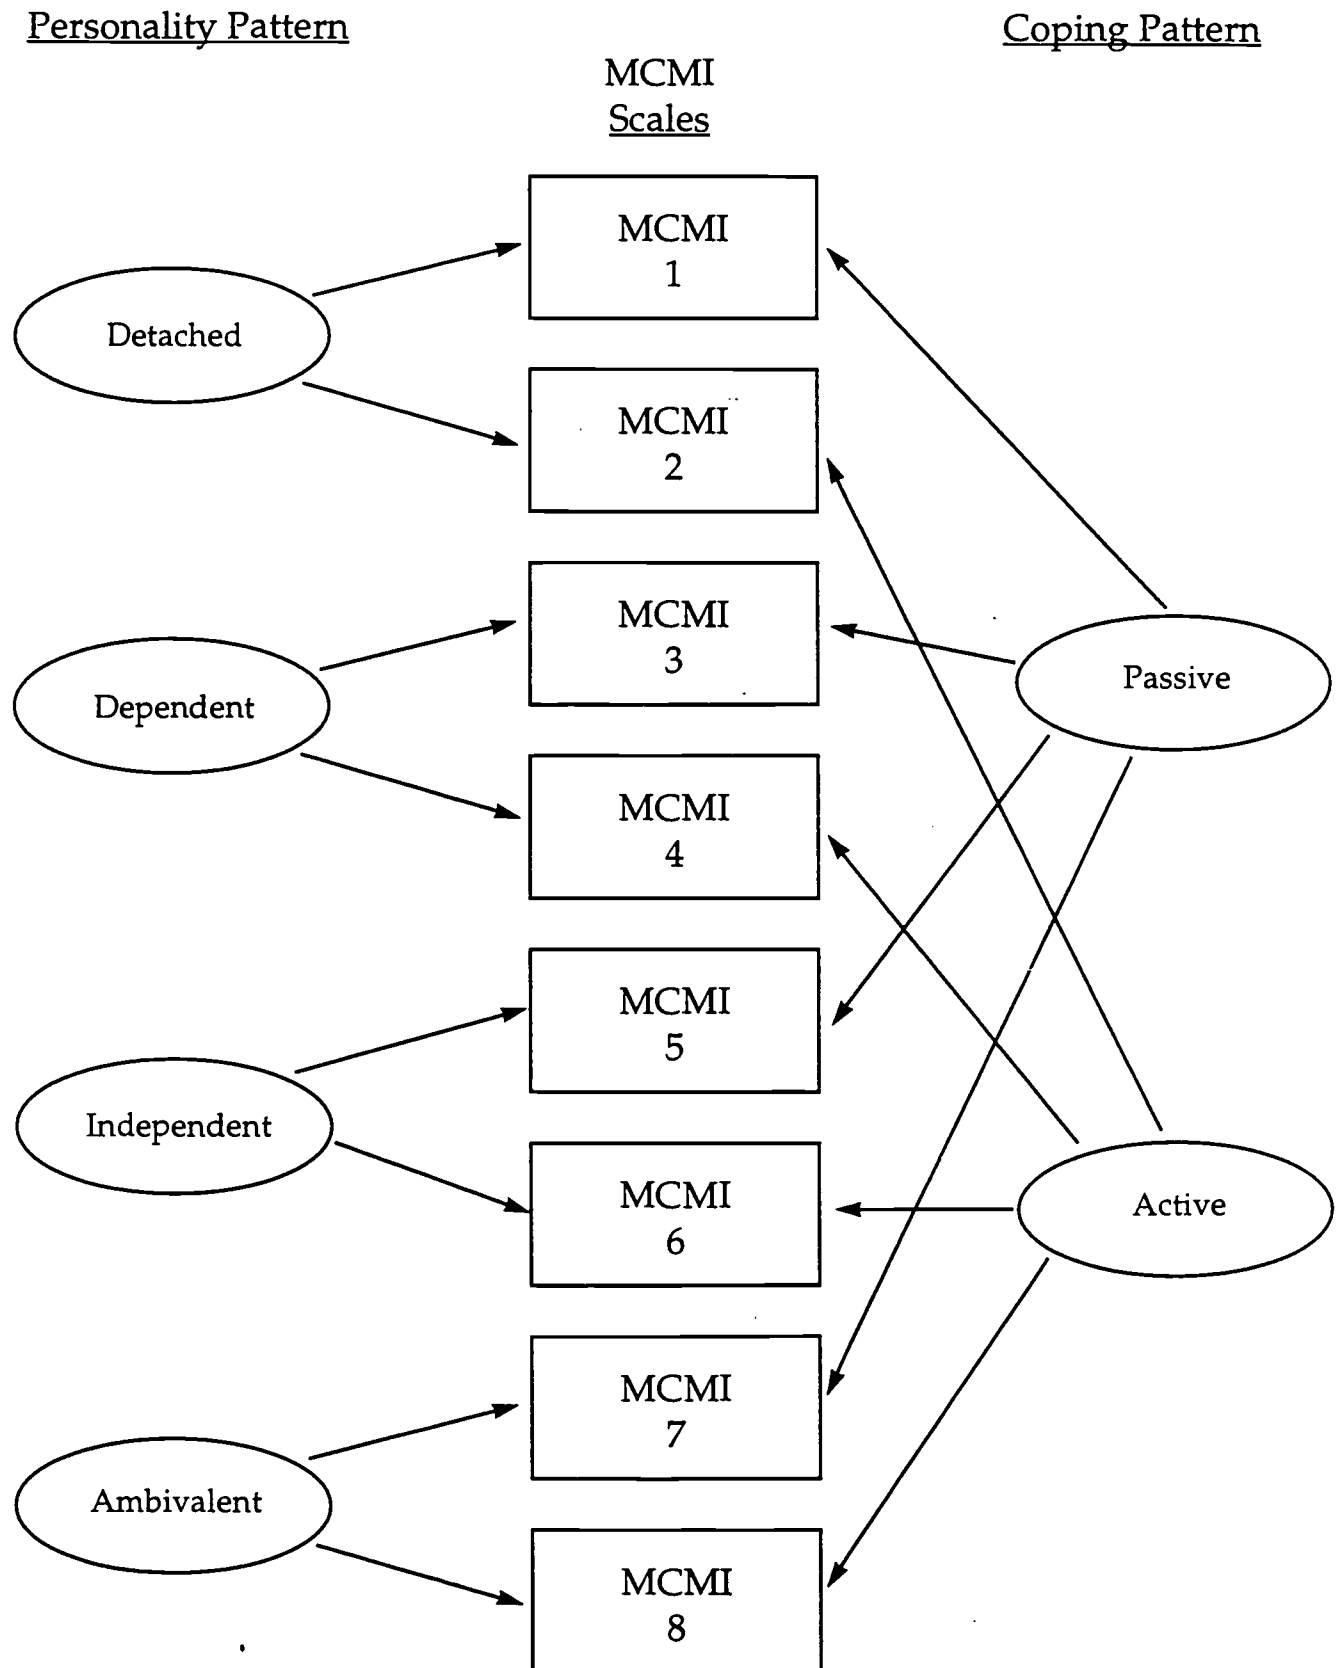 Personality Pattern
Coping Pattern
MCMI
Scales
MCMI
1
Detached
MCMI
2
MCMI
3
Passive
Dependent
MCMI
4
MCMI
5
Independent
MCMI
6
Active
MCMI
7
Ambivalent
MCMI
8